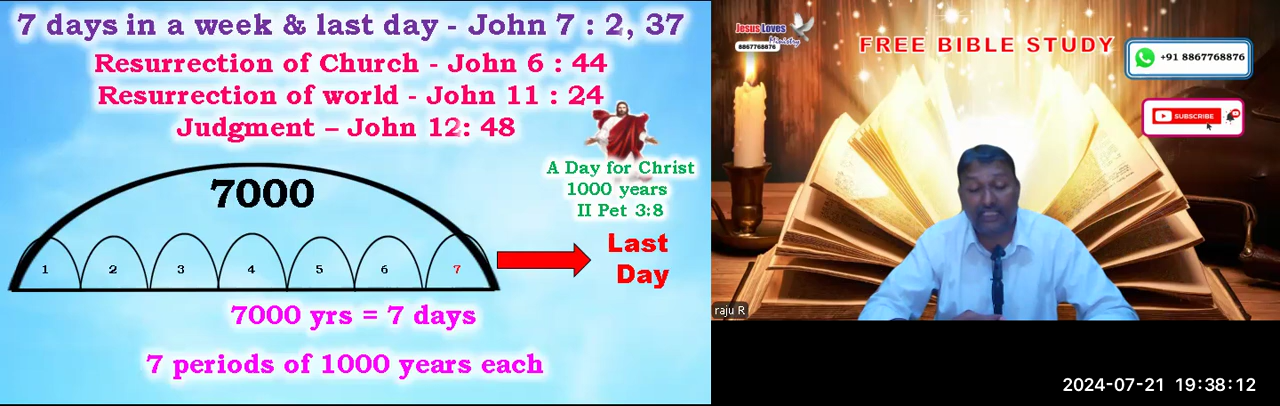 7 days in a week & last day - John 7 : 2, 37
Resurrection of Church - John 6 : 44
Resurrection of world - John 11 : 24
Judgment – John 12: 48
A Day for Christ
1000 years
II Pet 3:8
7000
1 2 3 4 5 6 7
Last
Day
7000 yrs = 7 days
7 periods of 1000 years each
Jesus Loves
Ministry
8867768876
FREE BIBLE STUDY
+91 8867768876
SUBSCRIBE
raju R
2024-07-21 19:38:12